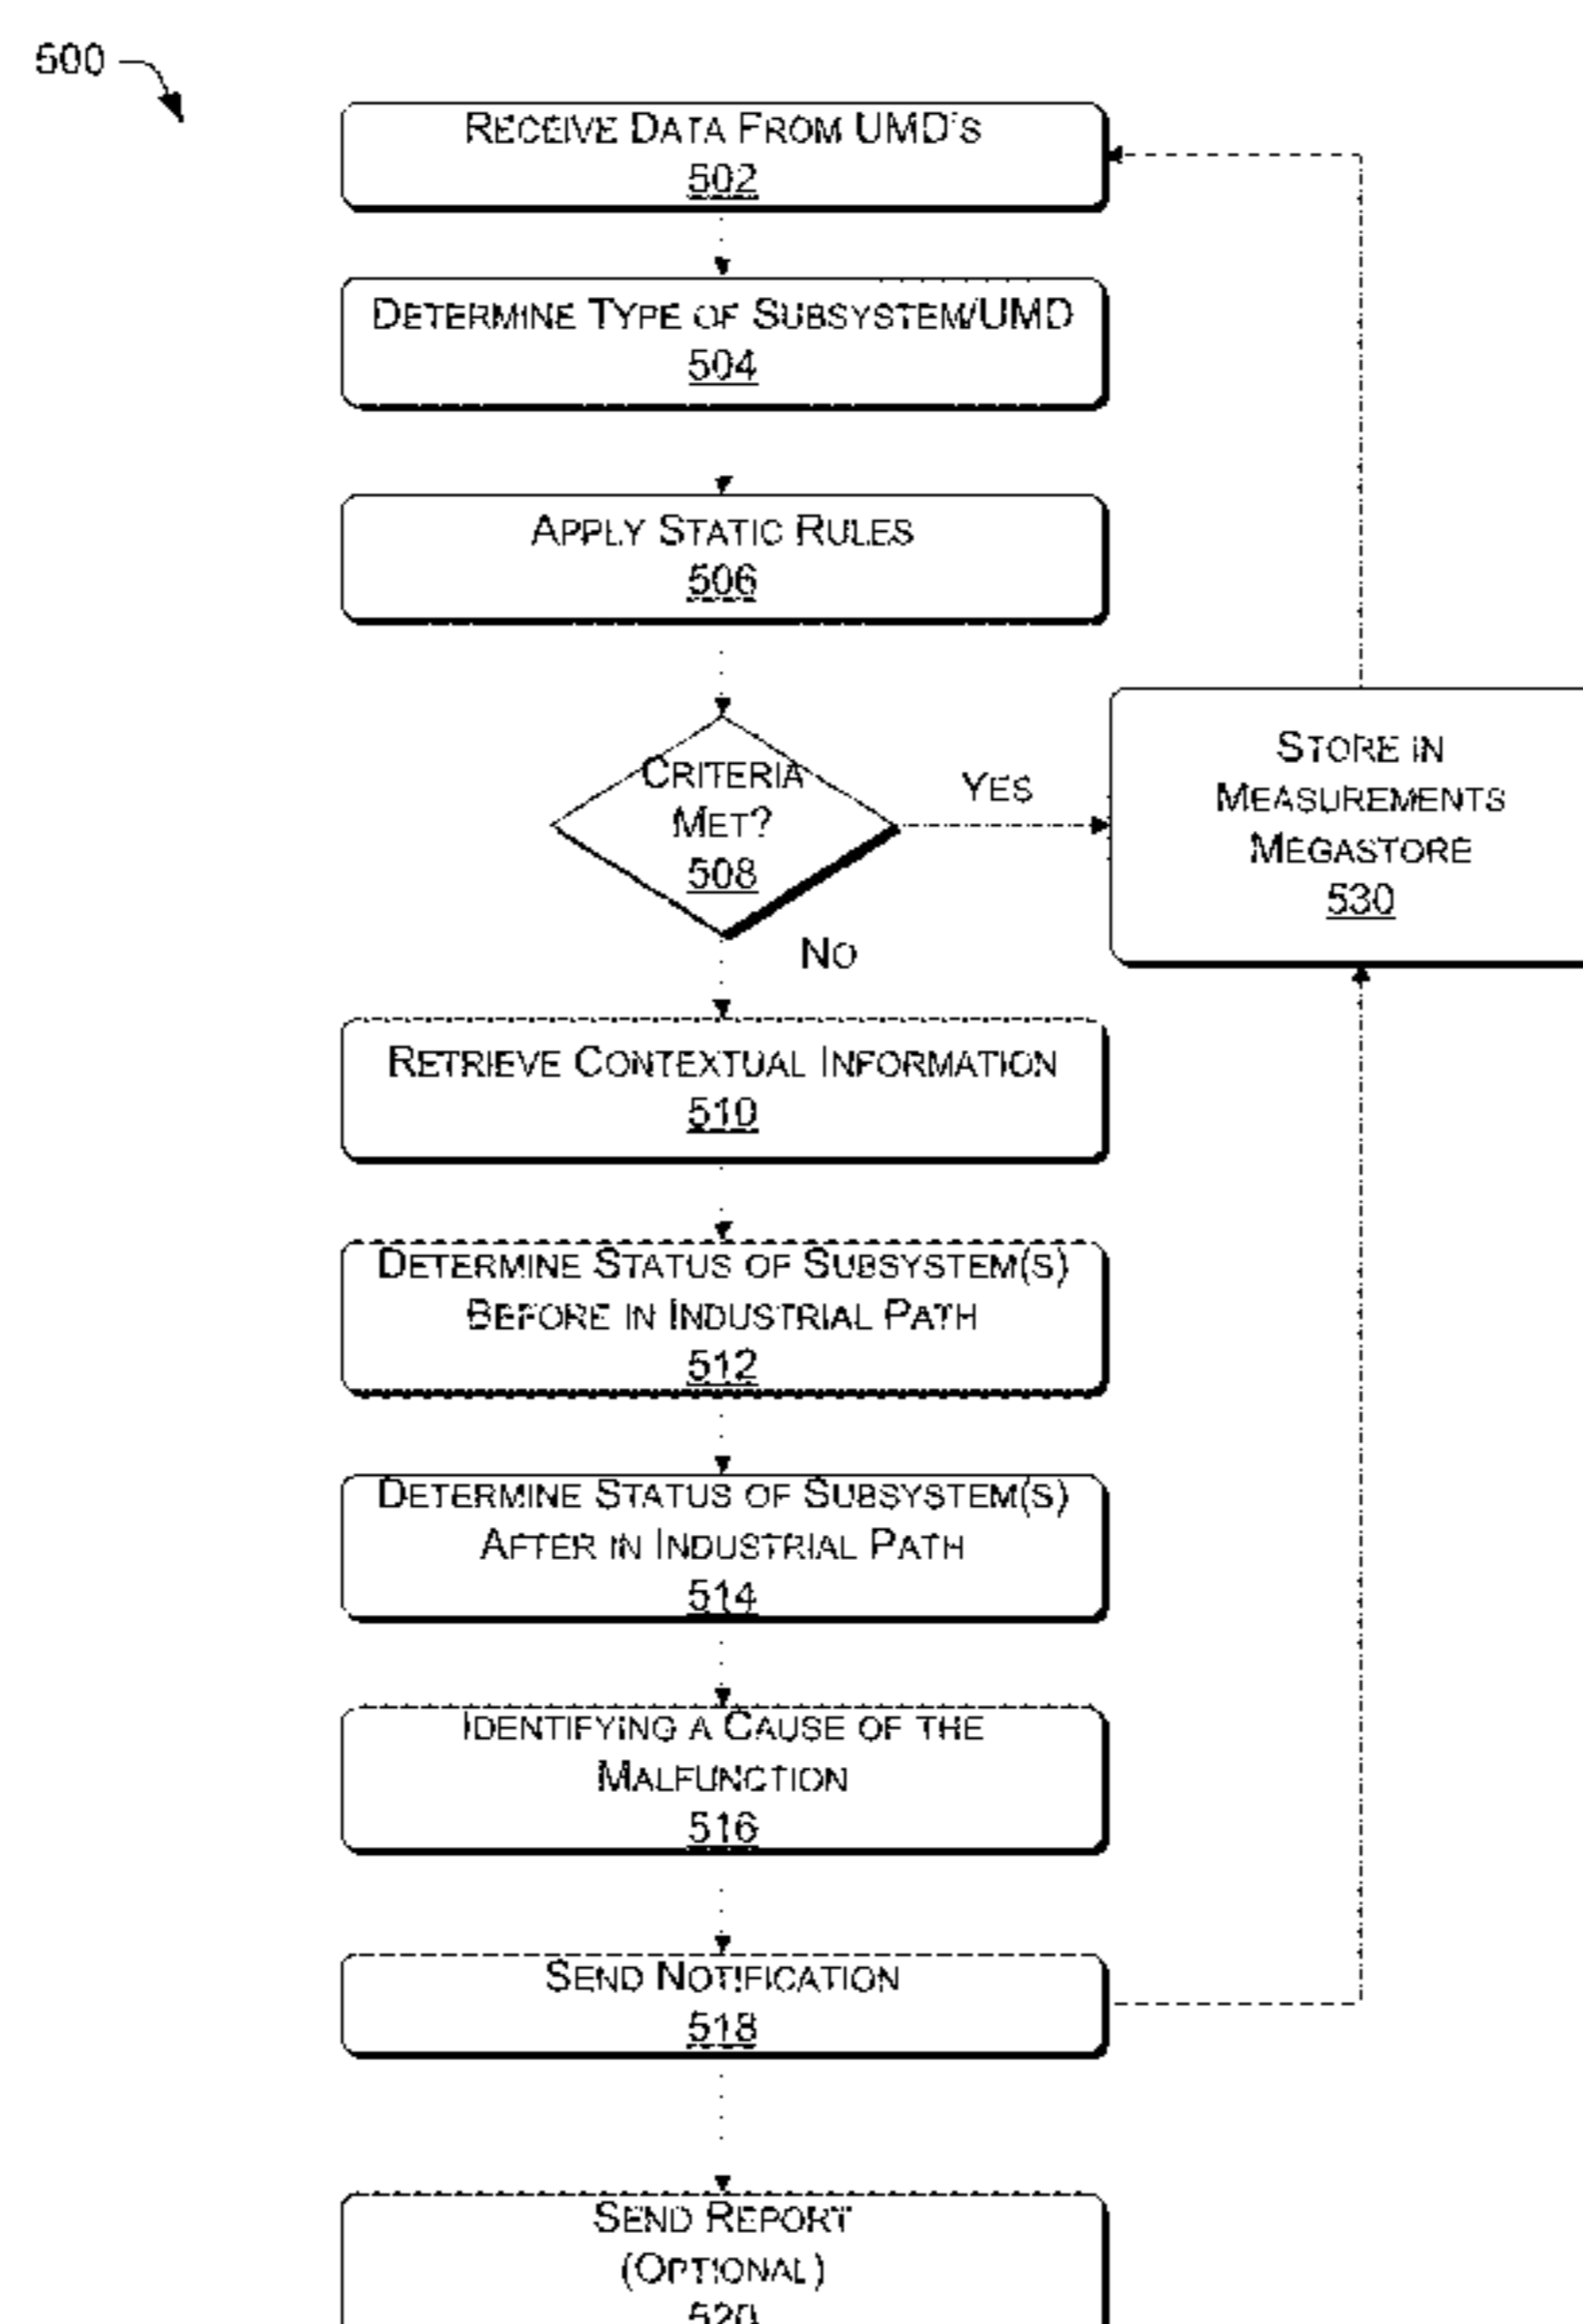 500
RECEIVE DATA FROM UMD'S
502
DETERMINE TYPE OF SUBSYSTEM/UMD
504
APPLY STATIC RULES
506
CRITERIA
MET?
508
YES
STORE IN
MEASUREMENTS
MEGASTORE
530
NO
RETRIEVE CONTEXTUAL INFORMATION
510
DETERMINE STATUS OF SUBSYSTEM(S)
BEFORE IN INDUSTRIAL PATH
512
DETERMINE STATUS OF SUBSYSTEM(S)
AFTER IN INDUSTRIAL PATH
514
IDENTIFYING A CAUSE OF THE
MALFUNCTION
516
SEND NOTIFICATION
518
SEND REPORT
(OPTIONAL)
520